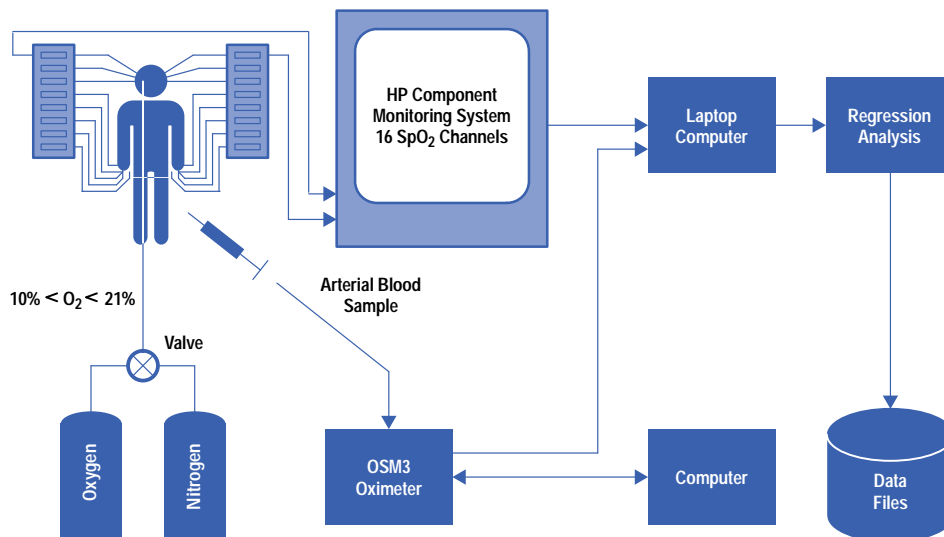 HP Component
Monitoring System
16 SpO₂ Channels
Laptop
Computer
Regression
Analysis
10% < O₂ < 21%
Arterial Blood
Sample
Valve
Oxygen
Nitrogen
OSM3
Oximeter
Computer
Data
Files